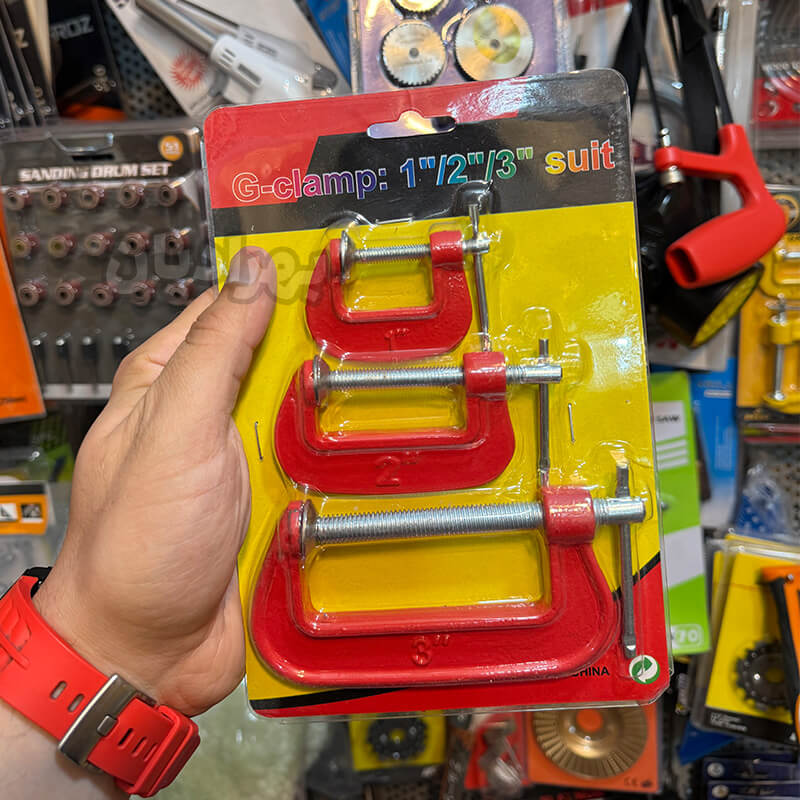 G-clamp: 1"/2"/3" suit
SANDING DRUM SET
1"
2"
3"
CHINA